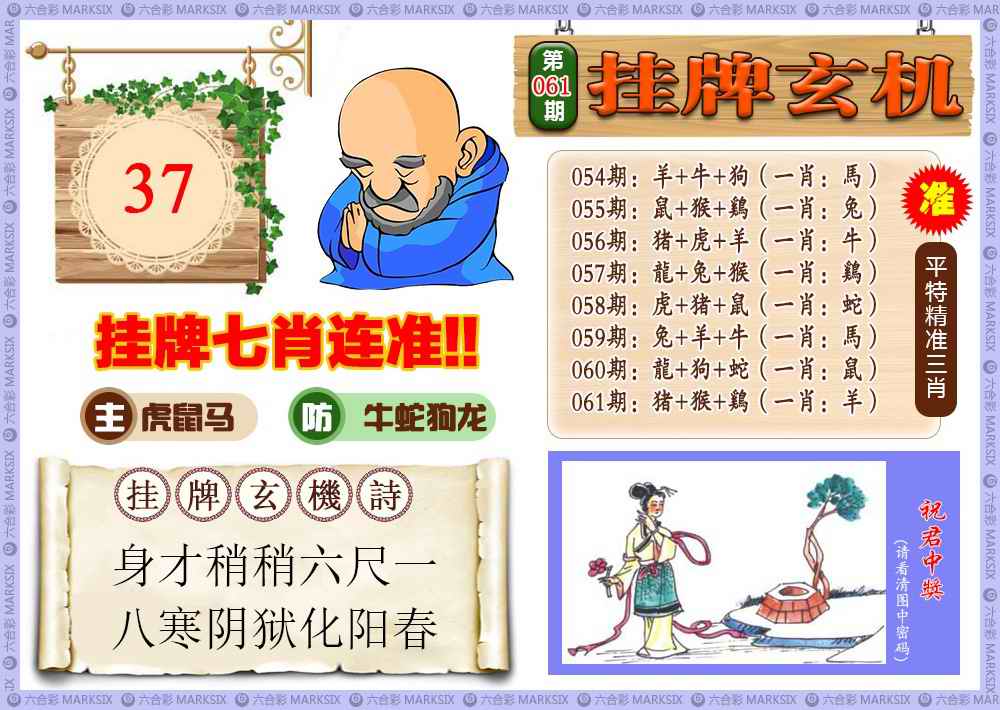 六合彩 MARKSIX
第
061
期
挂牌玄机
37
054期：羊+牛+狗（一肖：馬）
055期：鼠+猴+鷄（一肖：兔）
056期：猪+虎+羊（一肖：牛）
057期：龍+兔+猴（一肖：鷄）
058期：虎+猪+鼠（一肖：蛇）
059期：兔+羊+牛（一肖：馬）
060期：龍+狗+蛇（一肖：鼠）
061期：猪+猴+鷄（一肖：羊）
准
平特精准三肖
挂牌七肖连准!!
主 虎鼠马
防 牛蛇狗龙
挂牌玄機詩
身才稍稍六尺一
八寒阴狱化阳春
祝君中獎
(请看清图中密码)